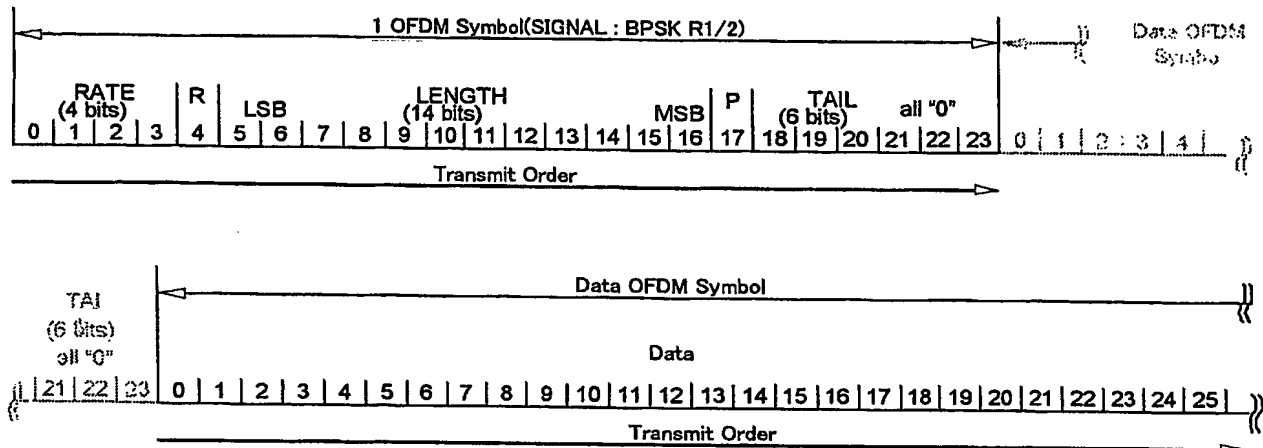 1 OFDM Symbol(SIGNAL : BPSK R1/2)
Data OFDM
RATE
(4 bits)
R
LSB
LENGTH
(14 bits)
MSB
P
TAIL
(6 bits)
all "0"
0 1 2 3 4 5 6 7 8 9 10 11 12 13 14 15 16 17 18 19 20 21 22 23 0 1 2 3 4
Transmit Order
Data OFDM Symbol
TAI
(6 Bits)
all "0"
Data
21 22 23 0 1 2 3 4 5 6 7 8 9 10 11 12 13 14 15 16 17 18 19 20 21 22 23 24 25
Transmit Order